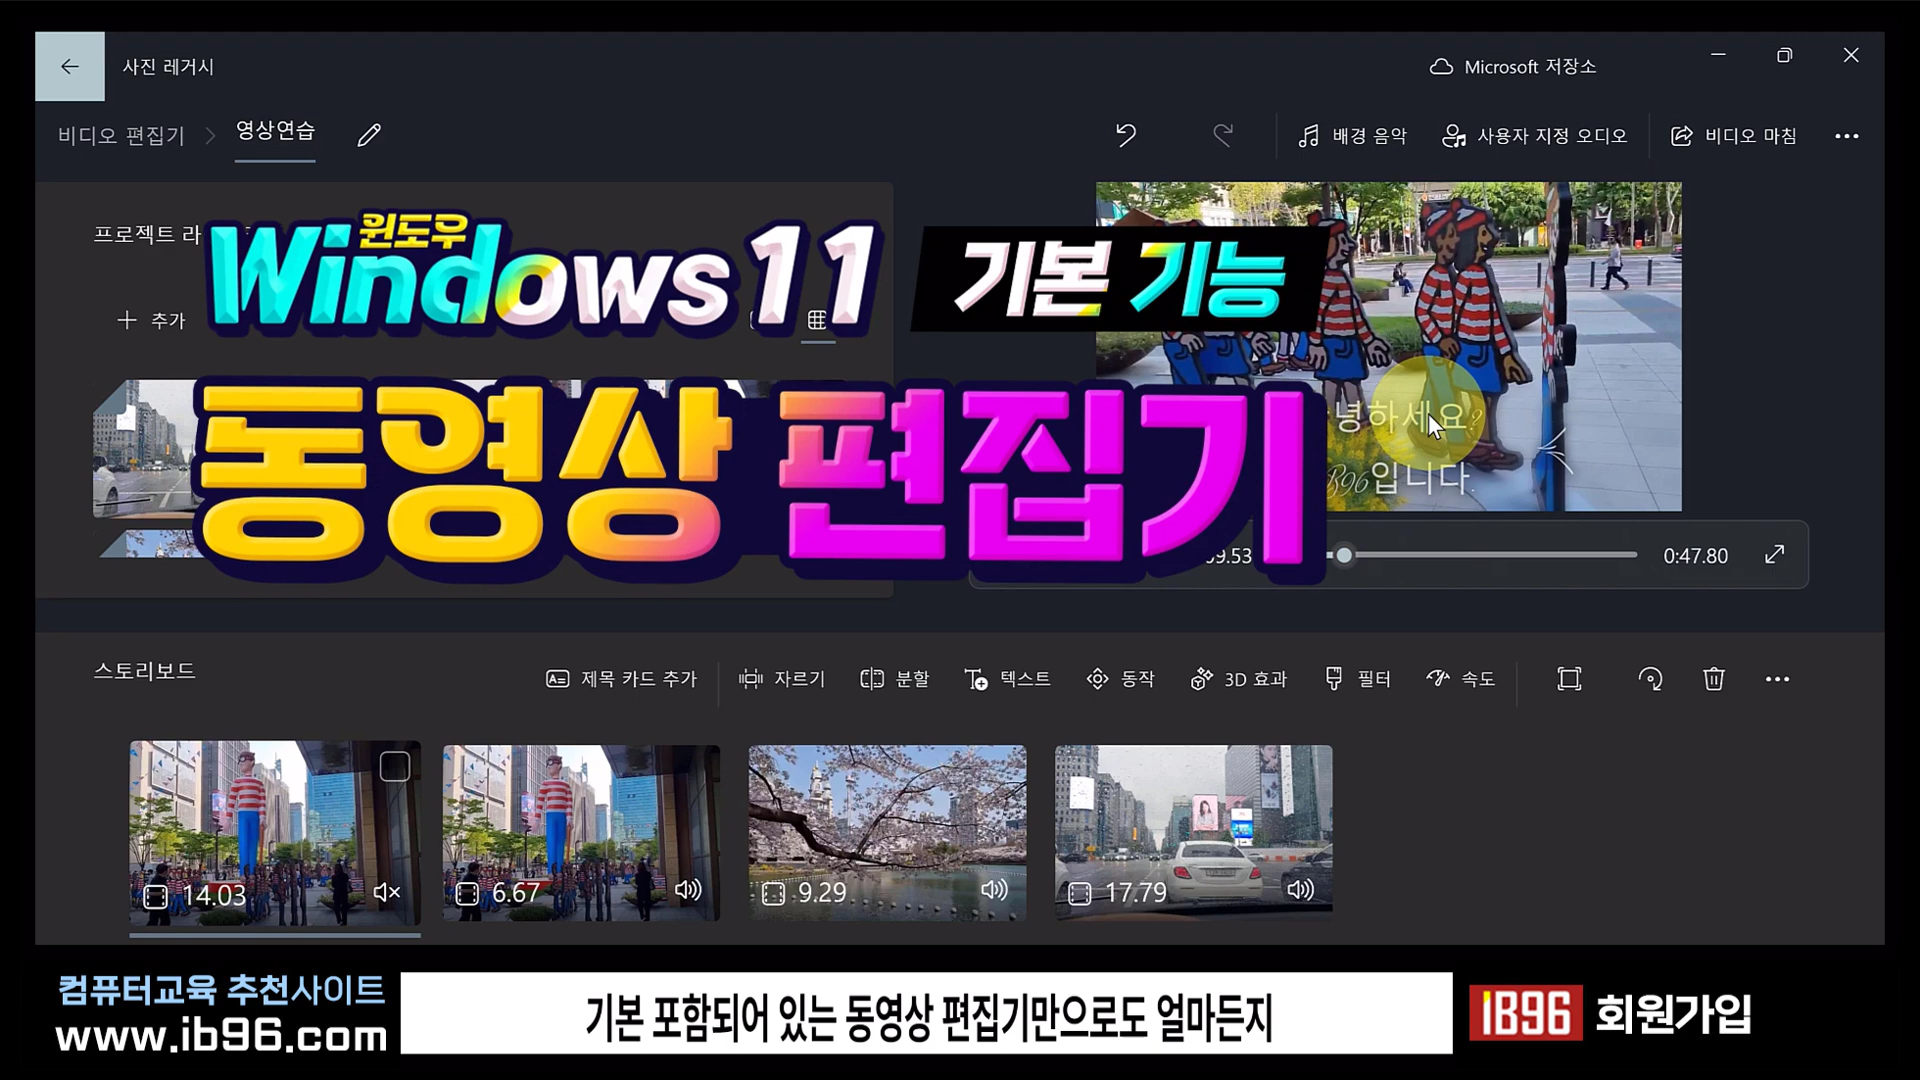 사진 레거시
Microsoft 저장소
비디오 편집기
영상연습
배경 음악
사용자 지정 오디오
비디오 마침
프로젝트 라
윈도우
Windows 11
기본 기능
추가
동영상 편집기
녕하세요?
IB96입니다.
09.53
0:47.80
스토리보드
제목 카드 추가
자르기
분할
텍스트
동작
3D 효과
필터
속도
14.03
6.67
9.29
17.79
컴퓨터교육 추천사이트
www.ib96.com
기본 포함되어 있는 동영상 편집기만으로도 얼마든지
IB96 회원가입